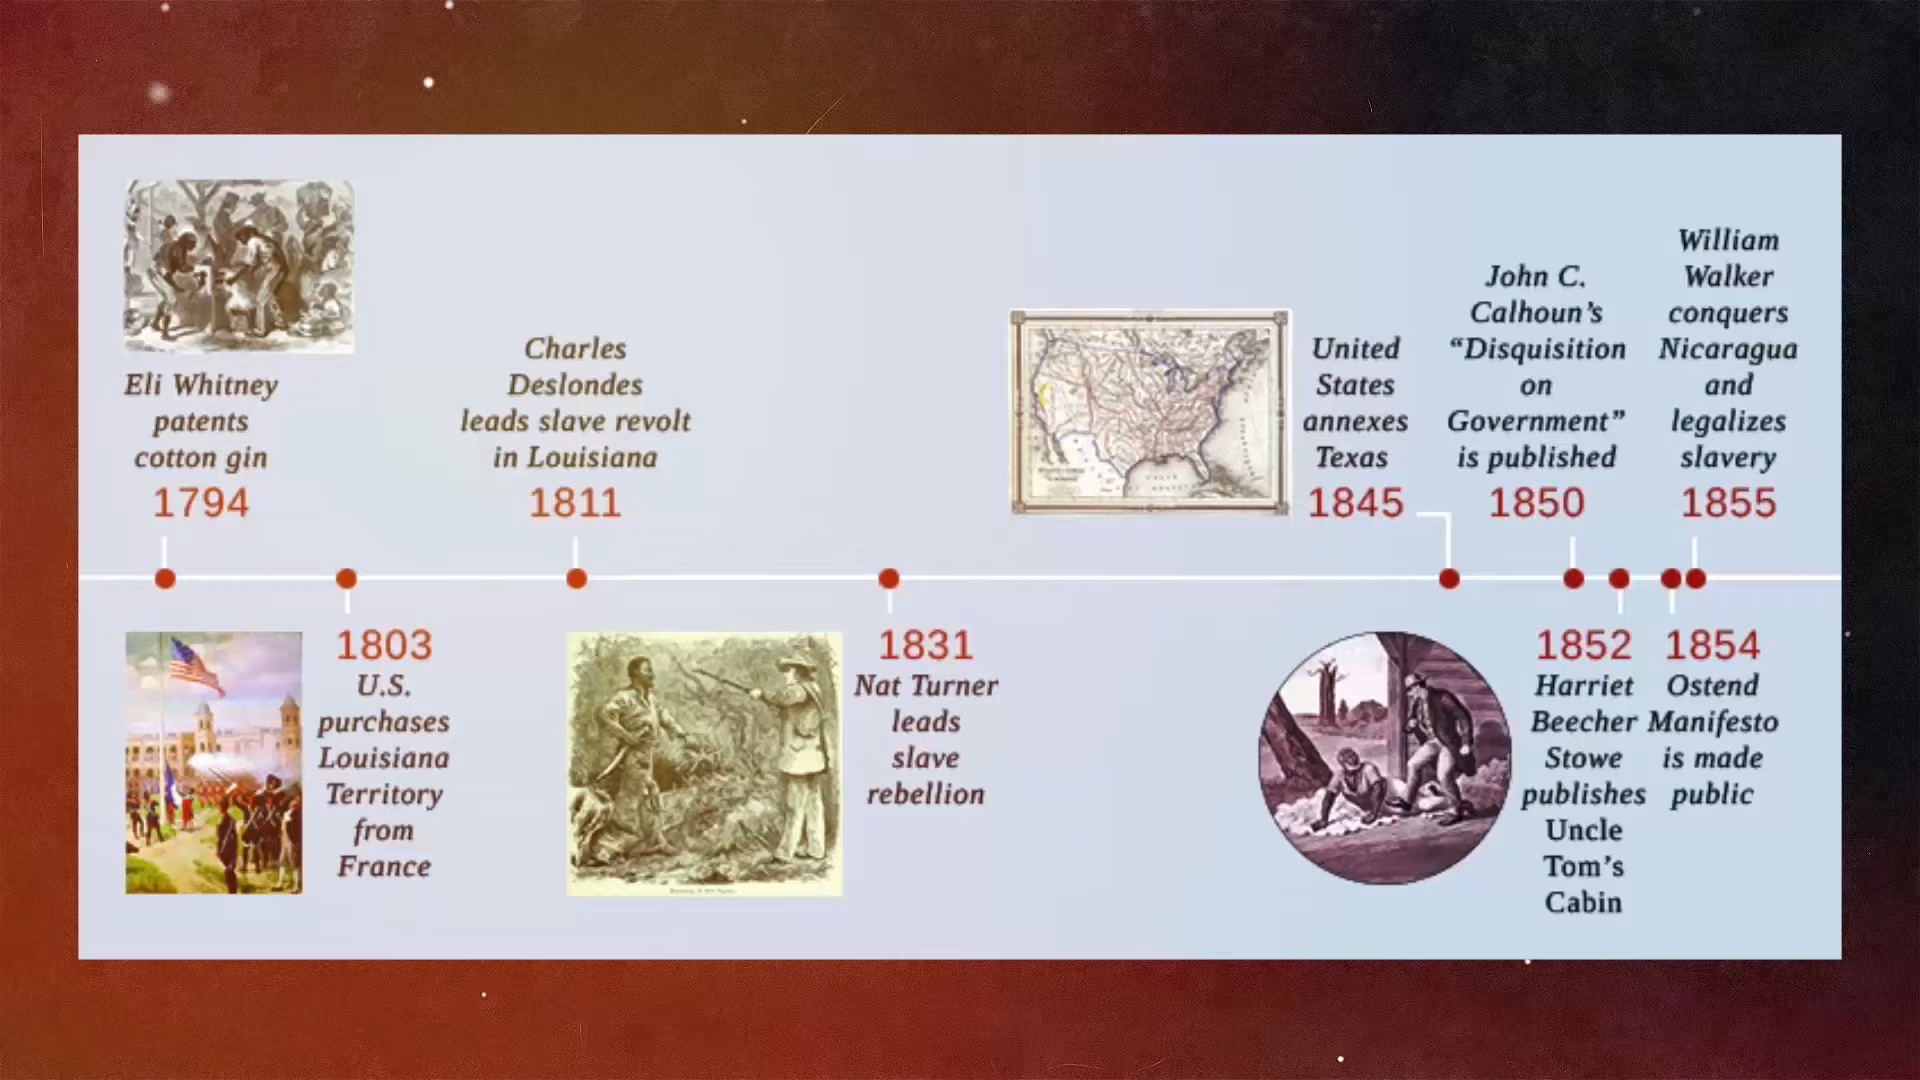 Eli Whitney
patents
cotton gin
1794
Charles
Deslondes
leads slave revolt
in Louisiana
1811
United
States
annexes
Texas
1845
John C.
Calhoun’s
“Disquisition
on
Government”
is published
1850
William
Walker
conquers
Nicaragua
and
legalizes
slavery
1855
1803
U.S.
purchases
Louisiana
Territory
from
France
1831
Nat Turner
leads
slave
rebellion
1852
Harriet
Beecher
Stowe
publishes
Uncle
Tom’s
Cabin
1854
Ostend
Manifesto
is made
public